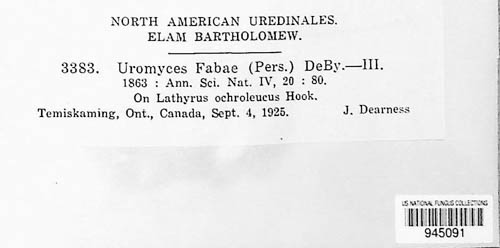 NORTH AMERICAN UREDINALES.
ELAM BARTHOLOMEW.
3383. Uromyces Fabae (Pers.) DeBy.—III.
1863 : Ann. Sci. Nat. IV, 20 : 80.
On Lathyrus ochroleucus Hook.
Temiskaming, Ont., Canada, Sept. 4, 1925. J. Dearness
US NATIONAL FUNGUS COLLECTIONS
945091